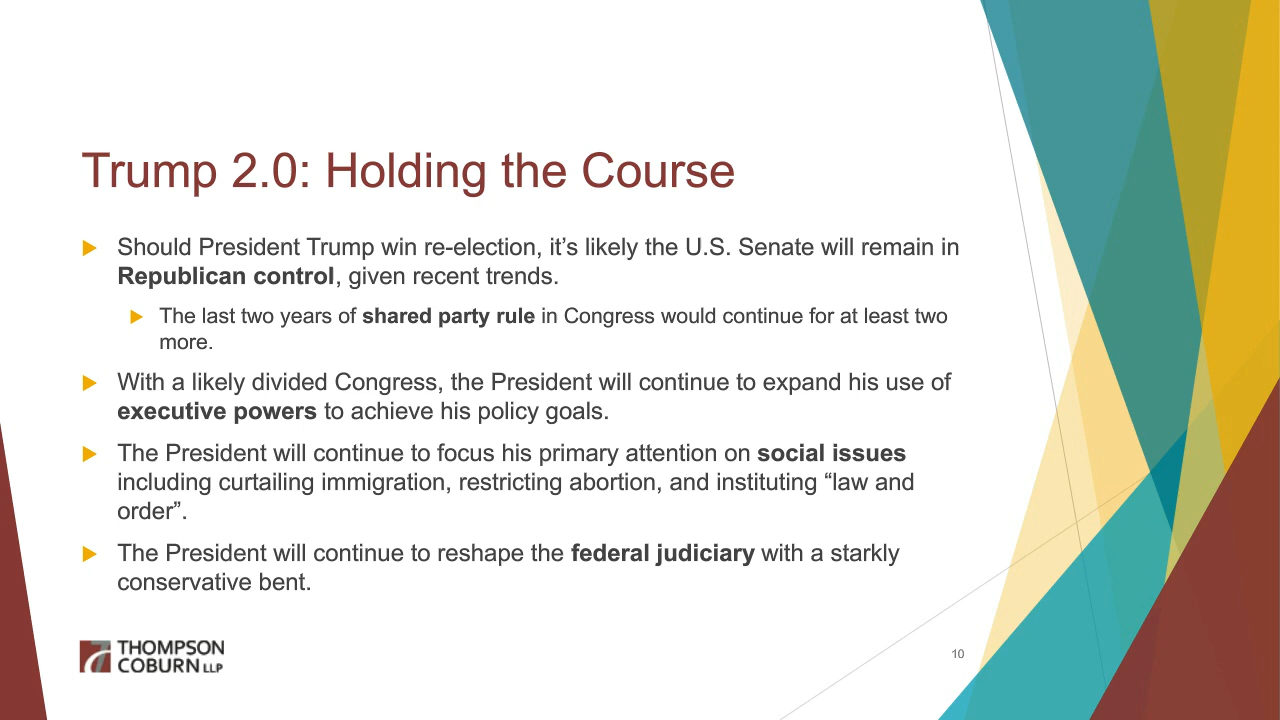 Trump 2.0: Holding the Course
Should President Trump win re-election, it’s likely the U.S. Senate will remain in
Republican control, given recent trends.
The last two years of shared party rule in Congress would continue for at least two
more.
With a likely divided Congress, the President will continue to expand his use of
executive powers to achieve his policy goals.
The President will continue to focus his primary attention on social issues
including curtailing immigration, restricting abortion, and instituting “law and
order”.
The President will continue to reshape the federal judiciary with a starkly
conservative bent.
THOMPSON
COBURN LLP
10